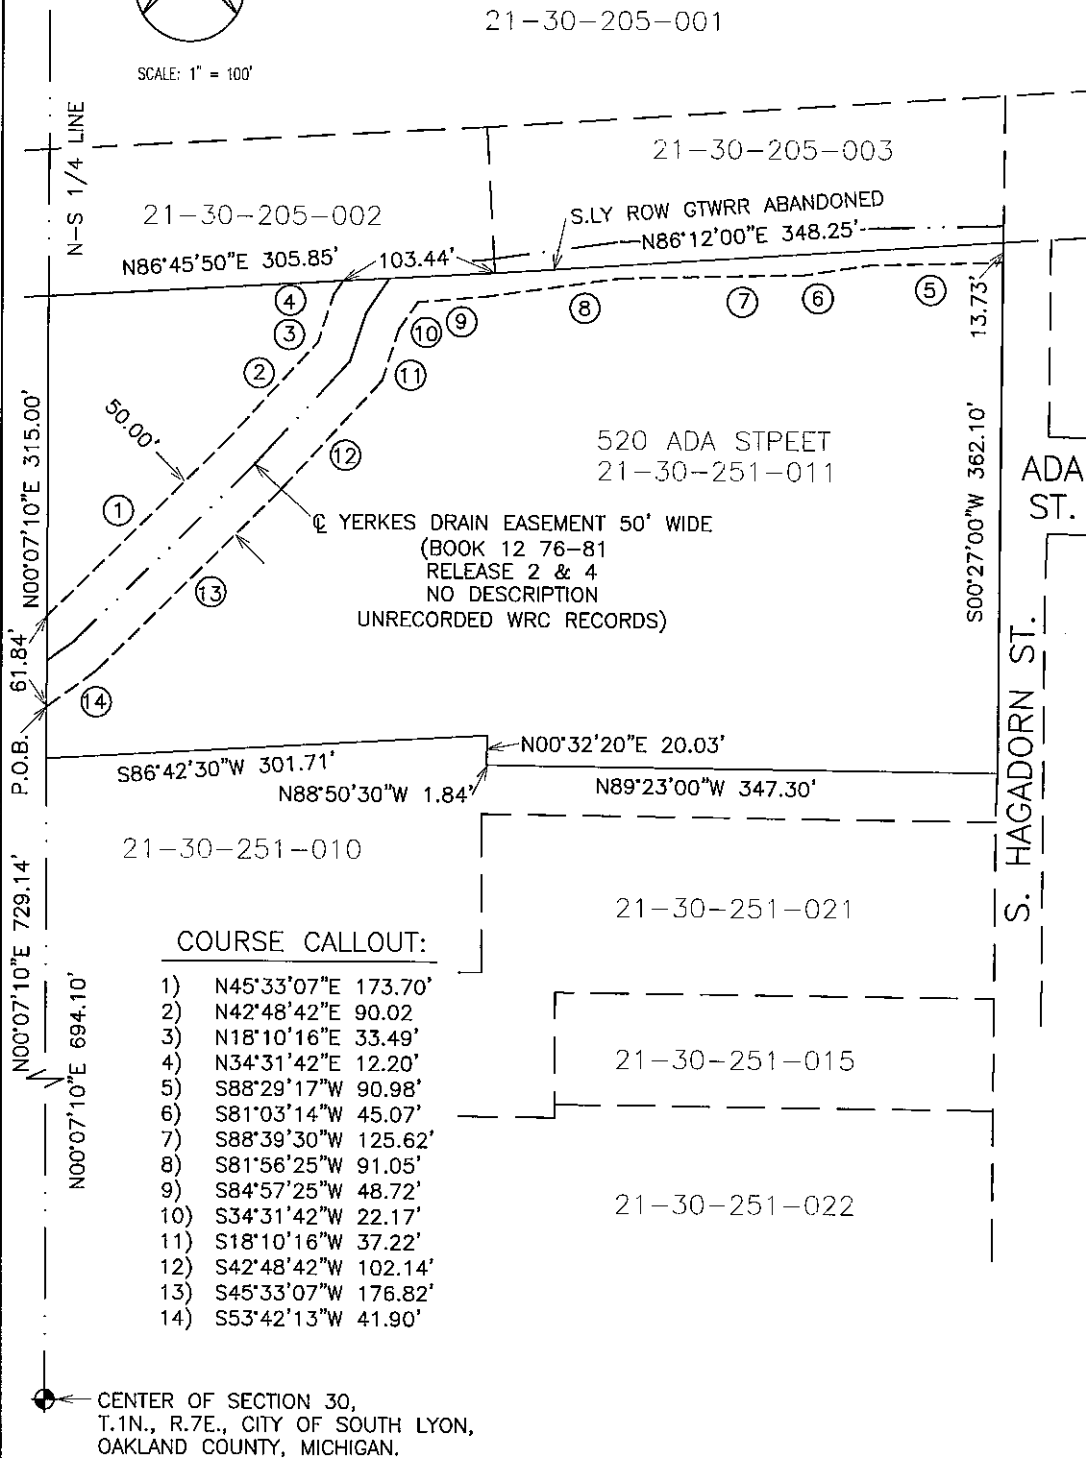 21-30-205-001
SCALE: 1" = 100'
N-S 1/4 LINE
21-30-205-003
21-30-205-002
S.LY ROW GTWRR ABANDONED
N86°12'00"E 348.25'
N86°45'50"E 305.85'
103.44'
4
3
2
10
9
8
7
6
5
13.73'
11
50.00'
N00°07'10"E 315.00'
520 ADA STPEET
21-30-251-011
12
1
S00°27'00"W 362.10'
ADA
ST.
℄ YERKES DRAIN EASEMENT 50' WIDE
(BOOK 12 76-81
RELEASE 2 & 4
NO DESCRIPTION
UNRECORDED WRC RECORDS)
13
61.84'
14
P.O.B.
S. HAGADORN ST.
N00°32'20"E 20.03'
S86°42'30"W 301.71'
N88°50'30"W 1.84'
N89°23'00"W 347.30'
21-30-251-010
N00°07'10"E 729.14'
21-30-251-021
N00°07'10"E 694.10'
COURSE CALLOUT:
1) N45°33'07"E 173.70'
2) N42°48'42"E 90.02
3) N18°10'16"E 33.49'
4) N34°31'42"E 12.20'
5) S88°29'17"W 90.98'
6) S81°03'14"W 45.07'
7) S88°39'30"W 125.62'
8) S81°56'25"W 91.05'
9) S84°57'25"W 48.72'
10) S34°31'42"W 22.17'
11) S18°10'16"W 37.22'
12) S42°48'42"W 102.14'
13) S45°33'07"W 176.82'
14) S53°42'13"W 41.90'
21-30-251-015
21-30-251-022
CENTER OF SECTION 30,
T.1N., R.7E., CITY OF SOUTH LYON,
OAKLAND COUNTY, MICHIGAN.